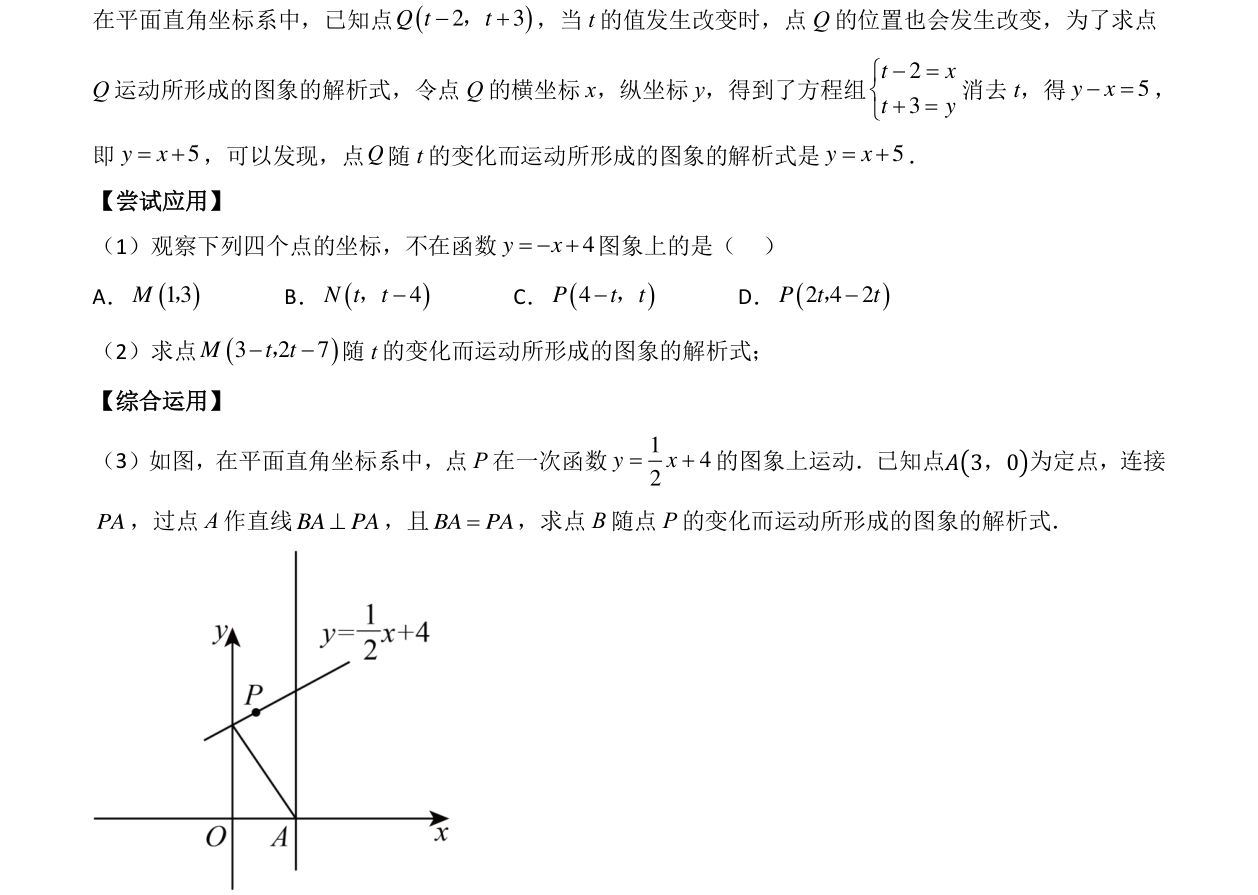 在平面直角坐标系中，已知点Q(t−2，t+3)，当t的值发生改变时，点Q的位置也会发生改变，为了求点
Q运动所形成的图象的解析式，令点Q的横坐标x，纵坐标y，得到了方程组{t−2=x t+3=y 消去t，得y−x=5，
即y=x+5，可以发现，点Q随t的变化而运动所形成的图象的解析式是y=x+5．
【尝试应用】
（1）观察下列四个点的坐标，不在函数y=−x+4图象上的是（ ）
A．M(1,3) B．N(t，t−4) C．P(4−t，t) D．P(2t,4−2t)
（2）求点M(3−t,2t−7)随t的变化而运动所形成的图象的解析式;
【综合运用】
（3）如图，在平面直角坐标系中，点P在一次函数y=1/2x+4的图象上运动．已知点A(3，0)为定点，连接
PA，过点A作直线BA⊥PA，且BA=PA，求点B随点P的变化而运动所形成的图象的解析式．
y
y=1/2x+4
P
O
A
x